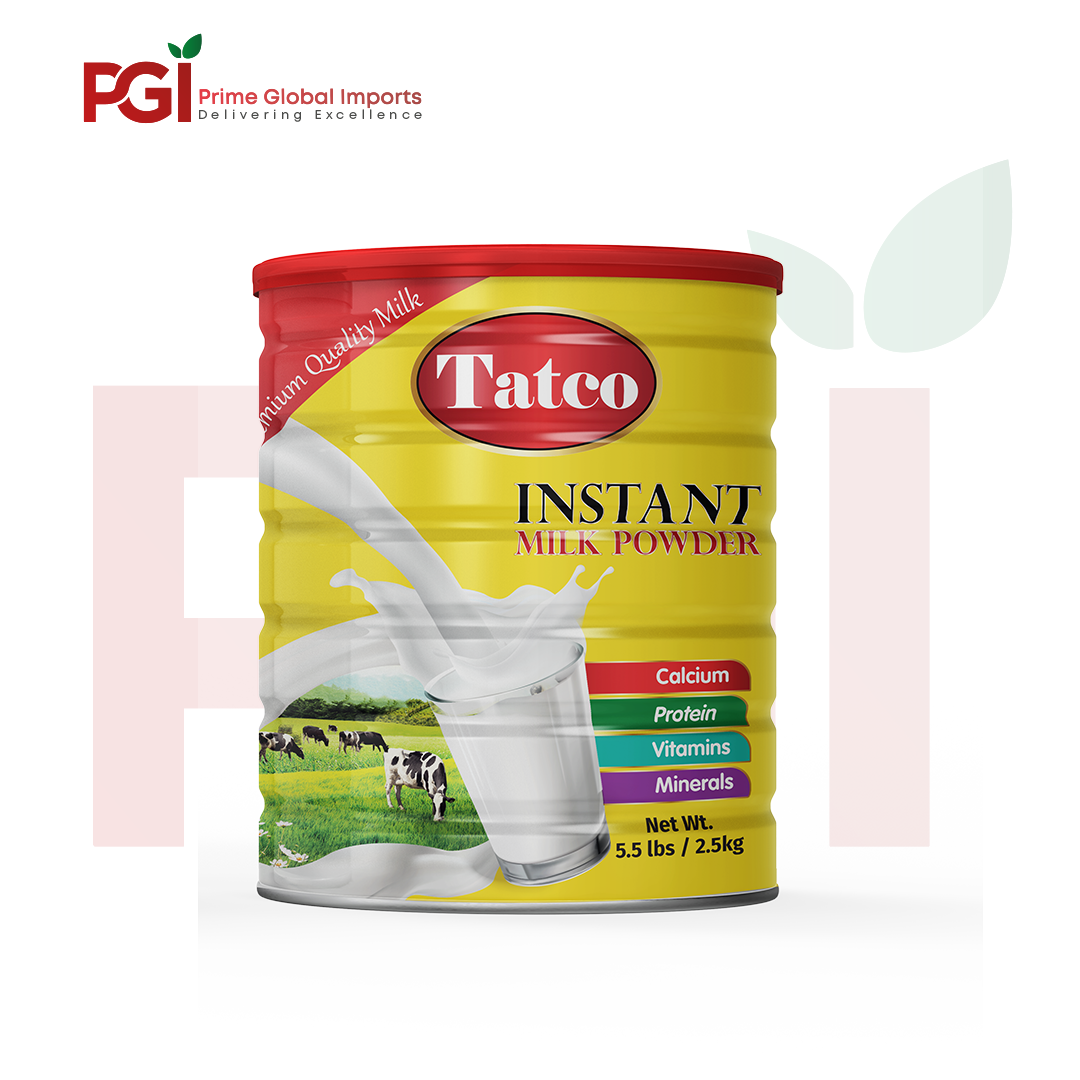 PGI
Prime Global Imports
Delivering Excellence
Quality Milk
Tatco
INSTANT
MILK POWDER
Calcium
Protein
Vitamins
Minerals
Net Wt.
5.5 lbs / 2.5kg